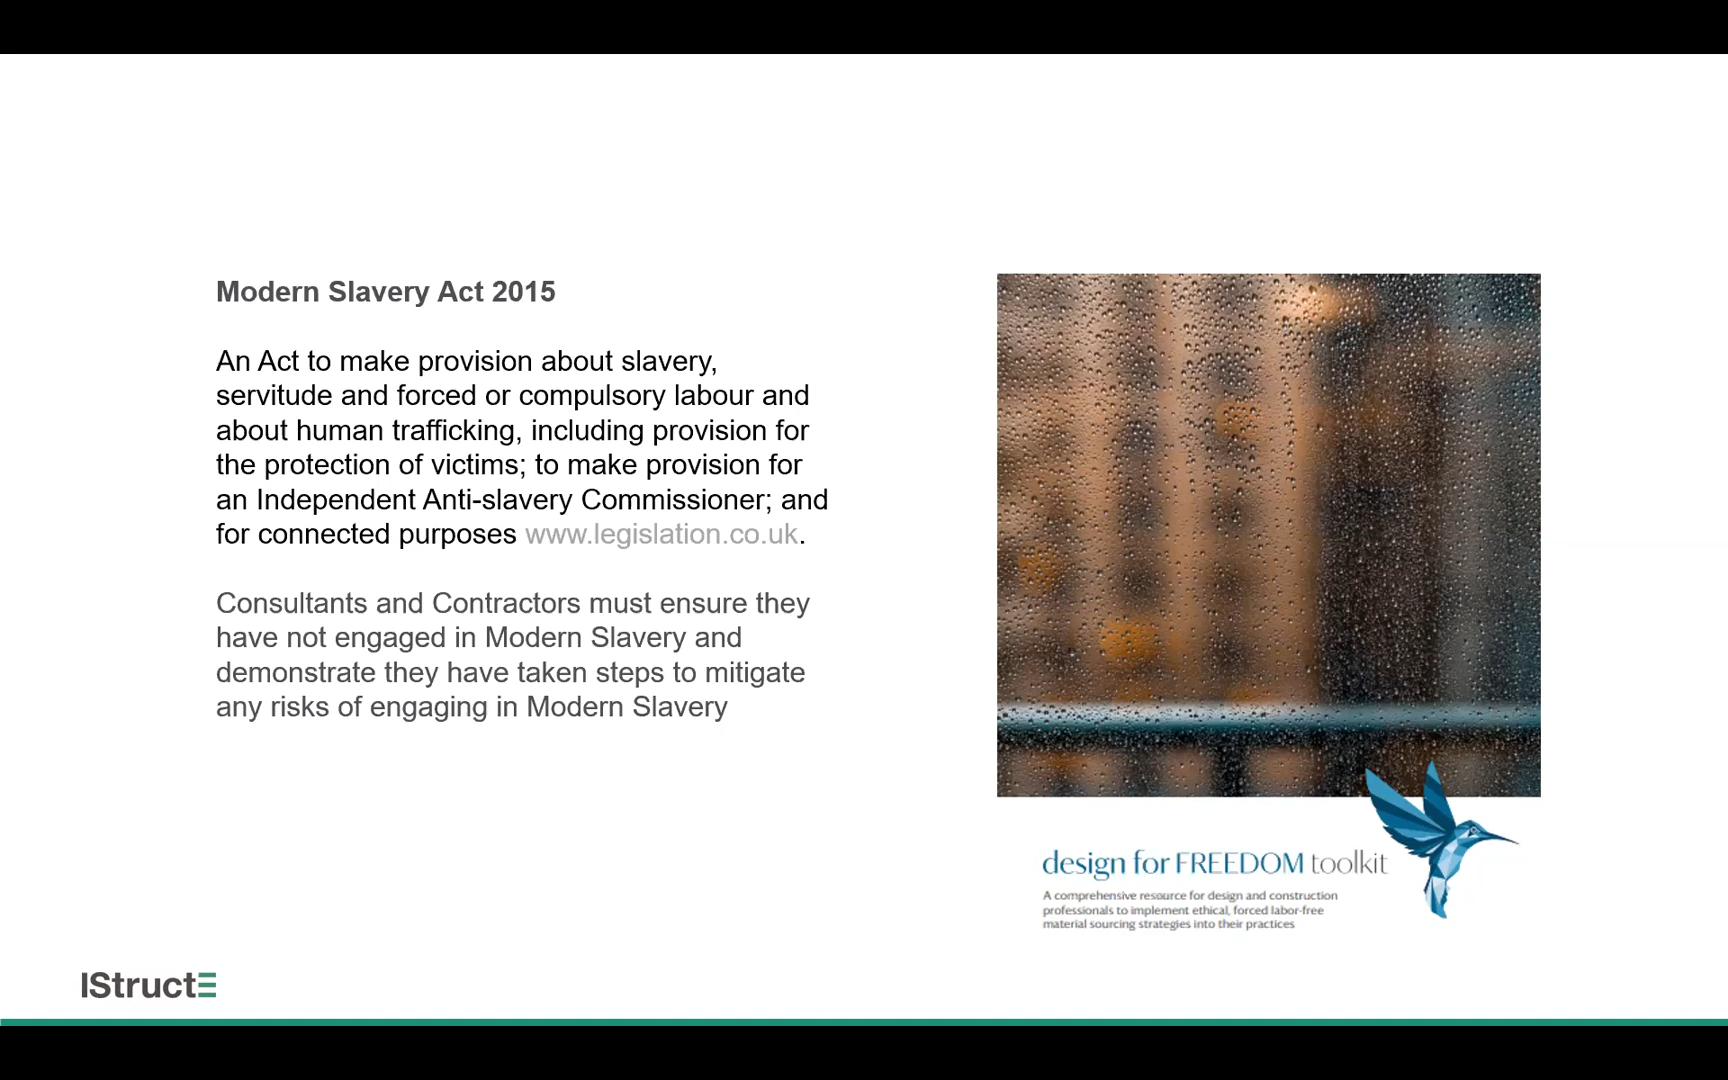 Modern Slavery Act 2015
An Act to make provision about slavery,
servitude and forced or compulsory labour and
about human trafficking, including provision for
the protection of victims; to make provision for
an Independent Anti-slavery Commissioner; and
for connected purposes www.legislation.co.uk.
Consultants and Contractors must ensure they
have not engaged in Modern Slavery and
demonstrate they have taken steps to mitigate
any risks of engaging in Modern Slavery
design for FREEDOM toolkit
A comprehensive resource for design and construction
professionals to implement ethical, forced labor-free
material sourcing strategies into their practices
IStructE